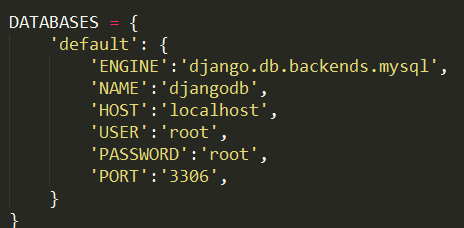 DATABASES = {
    'default': {
        'ENGINE':'django.db.backends.mysql',
        'NAME':'djangodb',
        'HOST':'localhost',
        'USER':'root',
        'PASSWORD':'root',
        'PORT':'3306',
    }
}